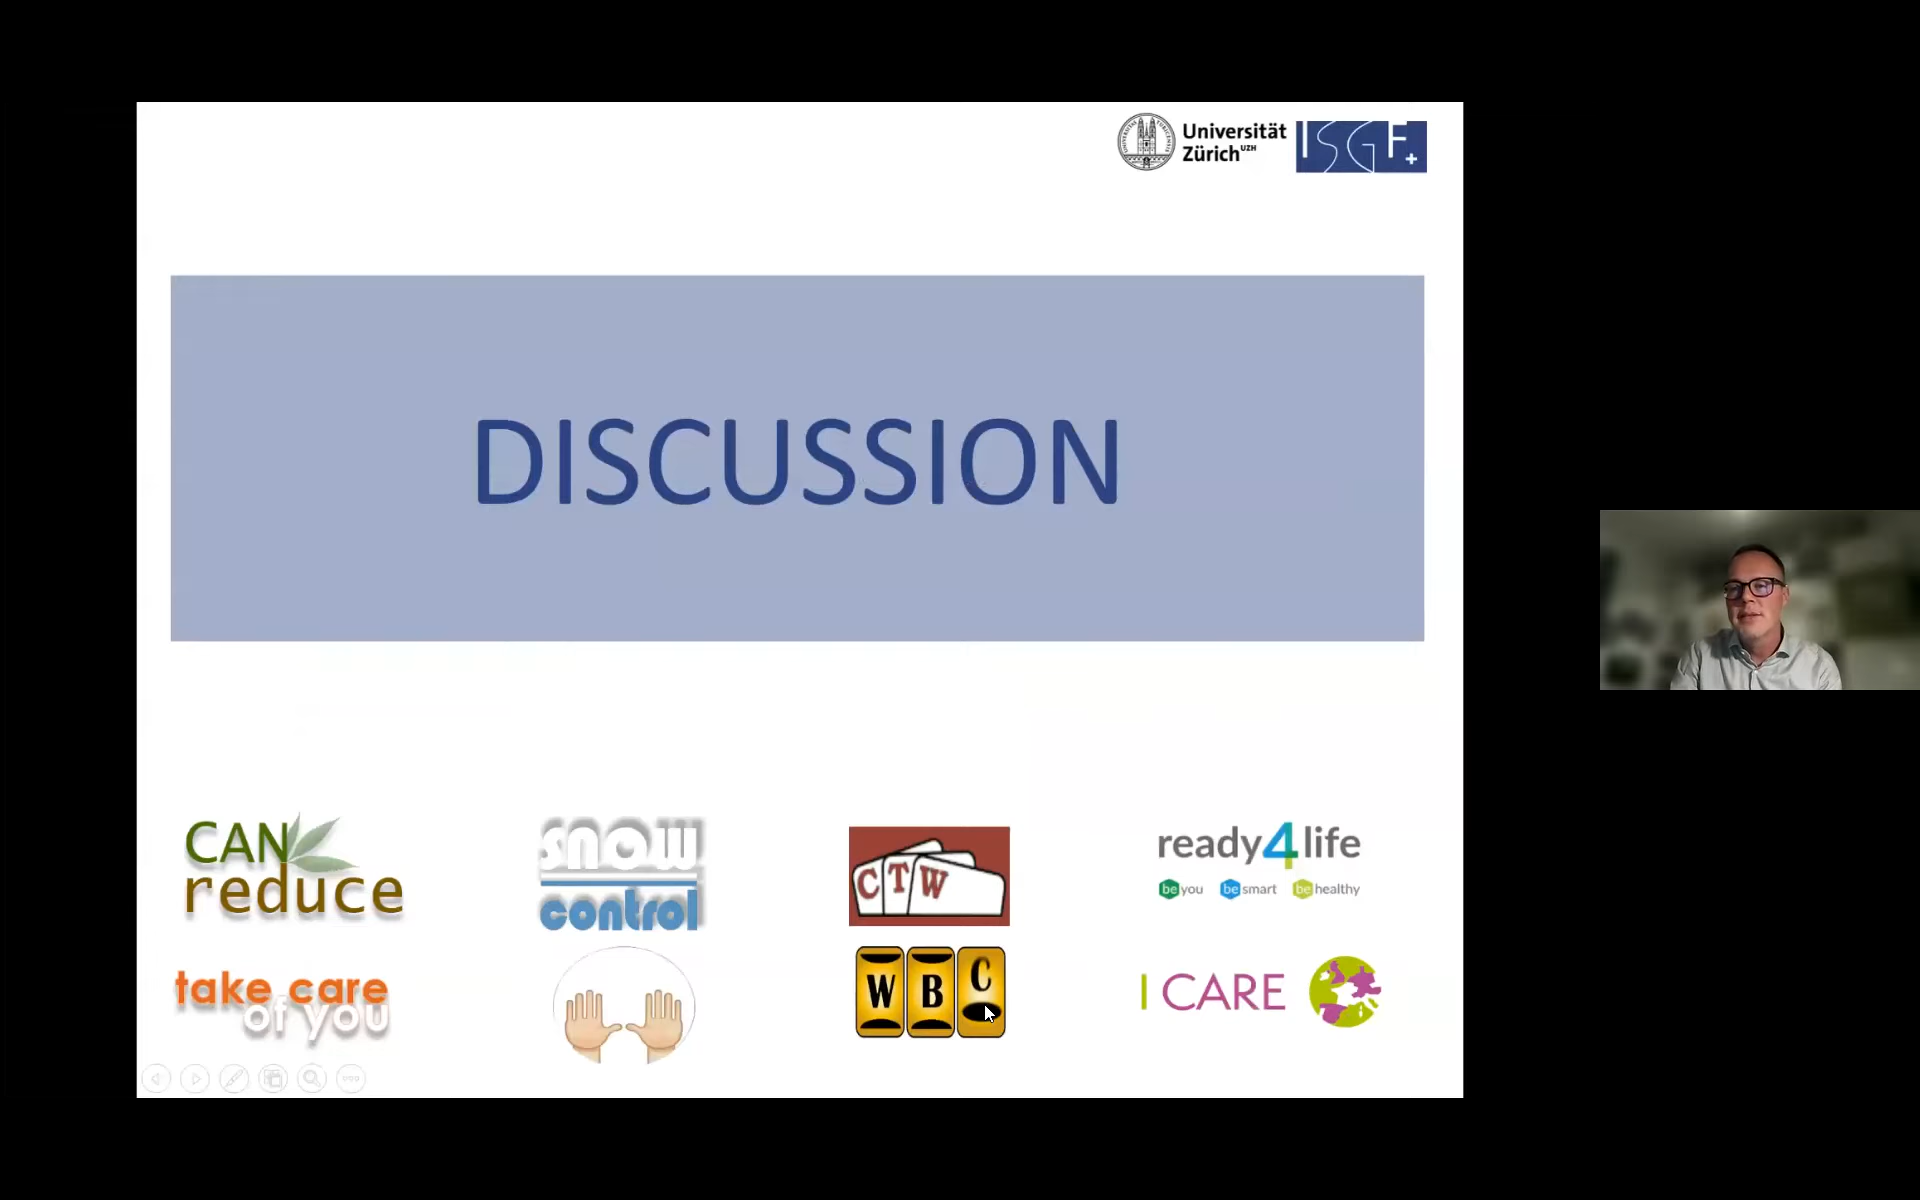 Universität
Zürich UZH
ISGF
DISCUSSION
CAN
reduce
snow
control
CTW
ready4life
be you be smart be healthy
take care
of you
WBC
I CARE